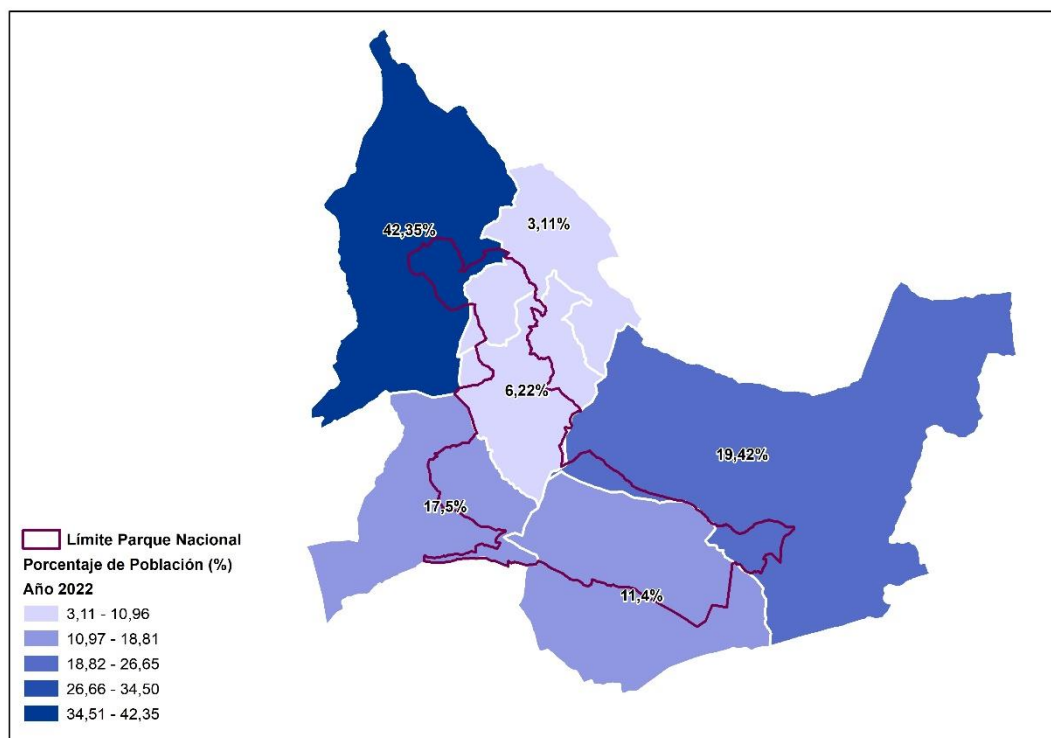 42,35%
3,11%
6,22%
19,42%
17,5%
11,4%
Límite Parque Nacional
Porcentaje de Población (%)
Año 2022
3,11 - 10,96
10,97 - 18,81
18,82 - 26,65
26,66 - 34,50
34,51 - 42,35